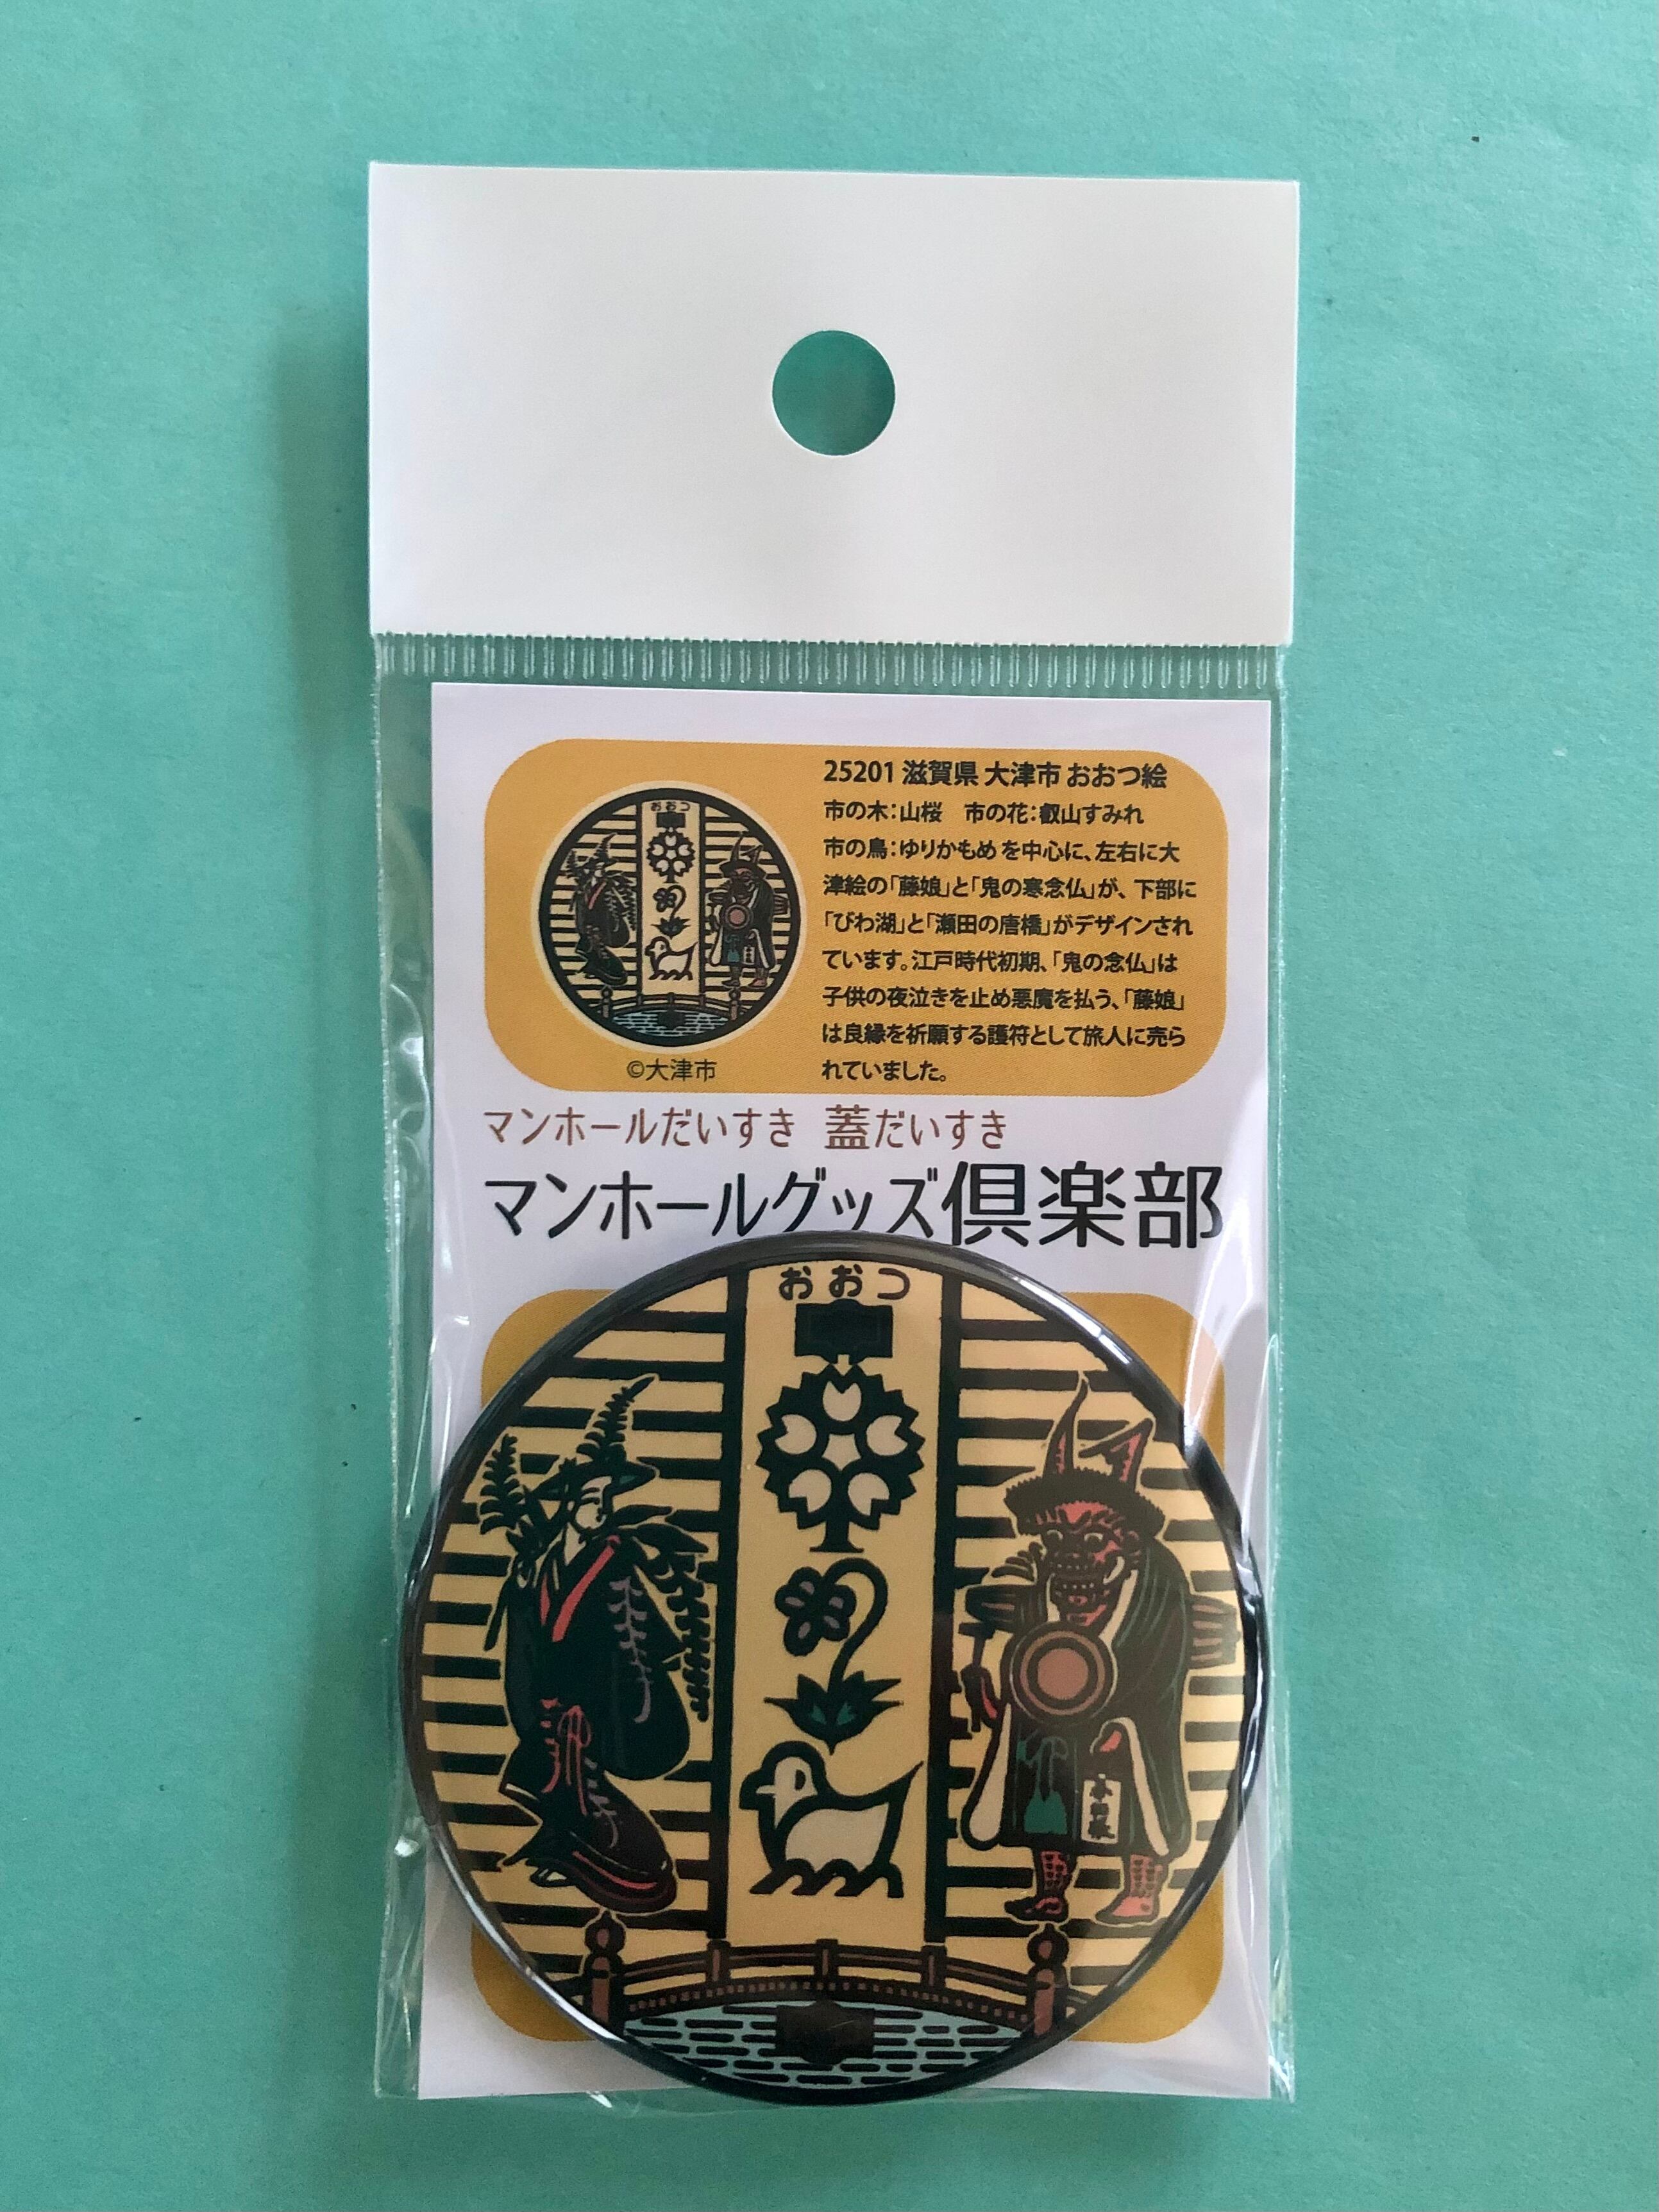 25201 滋賀県 大津市 おおつ絵
市の木：山桜　市の花：叡山すみれ
市の鳥：ゆりかもめ を中心に、左右に大
津絵の「藤娘」と「鬼の寒念仏」が、下部に
「びわ湖」と「瀬田の唐橋」がデザインされ
ています。江戸時代初期、「鬼の念仏」は
子供の夜泣きを止め悪魔を払う、「藤娘」
は良縁を祈願する護符として旅人に売ら
れていました。
おおつ
©大津市
マンホールだいすき 蓋だいすき
マンホールグッズ倶楽部
おおつ